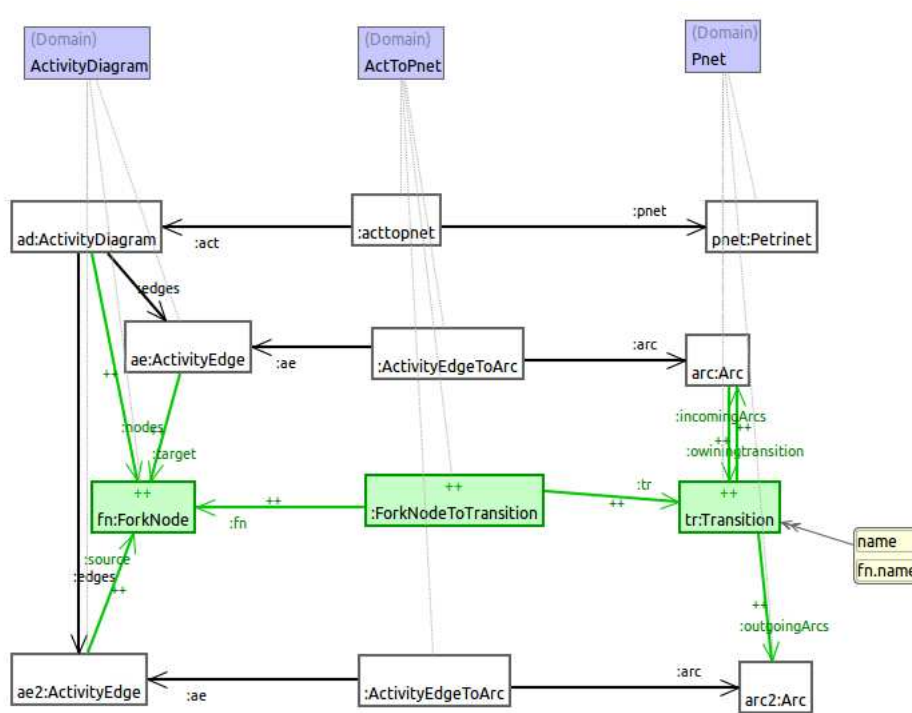 (Domain)
ActivityDiagram
(Domain)
ActToPnet
(Domain)
Pnet
ad:ActivityDiagram
:act
:acttopnet
:pnet
pnet:Petrinet
:edges
ae:ActivityEdge
:ae
:ActivityEdgeToArc
:arc
arc:Arc
++
:nodes
++
:target
:incomingArcs
++
++
:owiningtransition
++
fn:ForkNode
++
:fn
++
:ForkNodeToTransition
:tr
++
++
tr:Transition
name
fn.name
:source
:edges
++
++
:outgoingArcs
ae2:ActivityEdge
:ae
:ActivityEdgeToArc
:arc
arc2:Arc